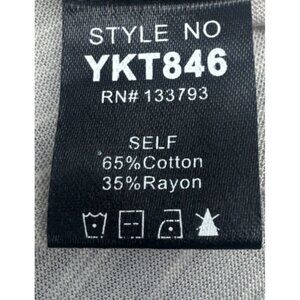 STYLE NO
YKT846
RN# 133793
SELF
65%Cotton
35%Rayon